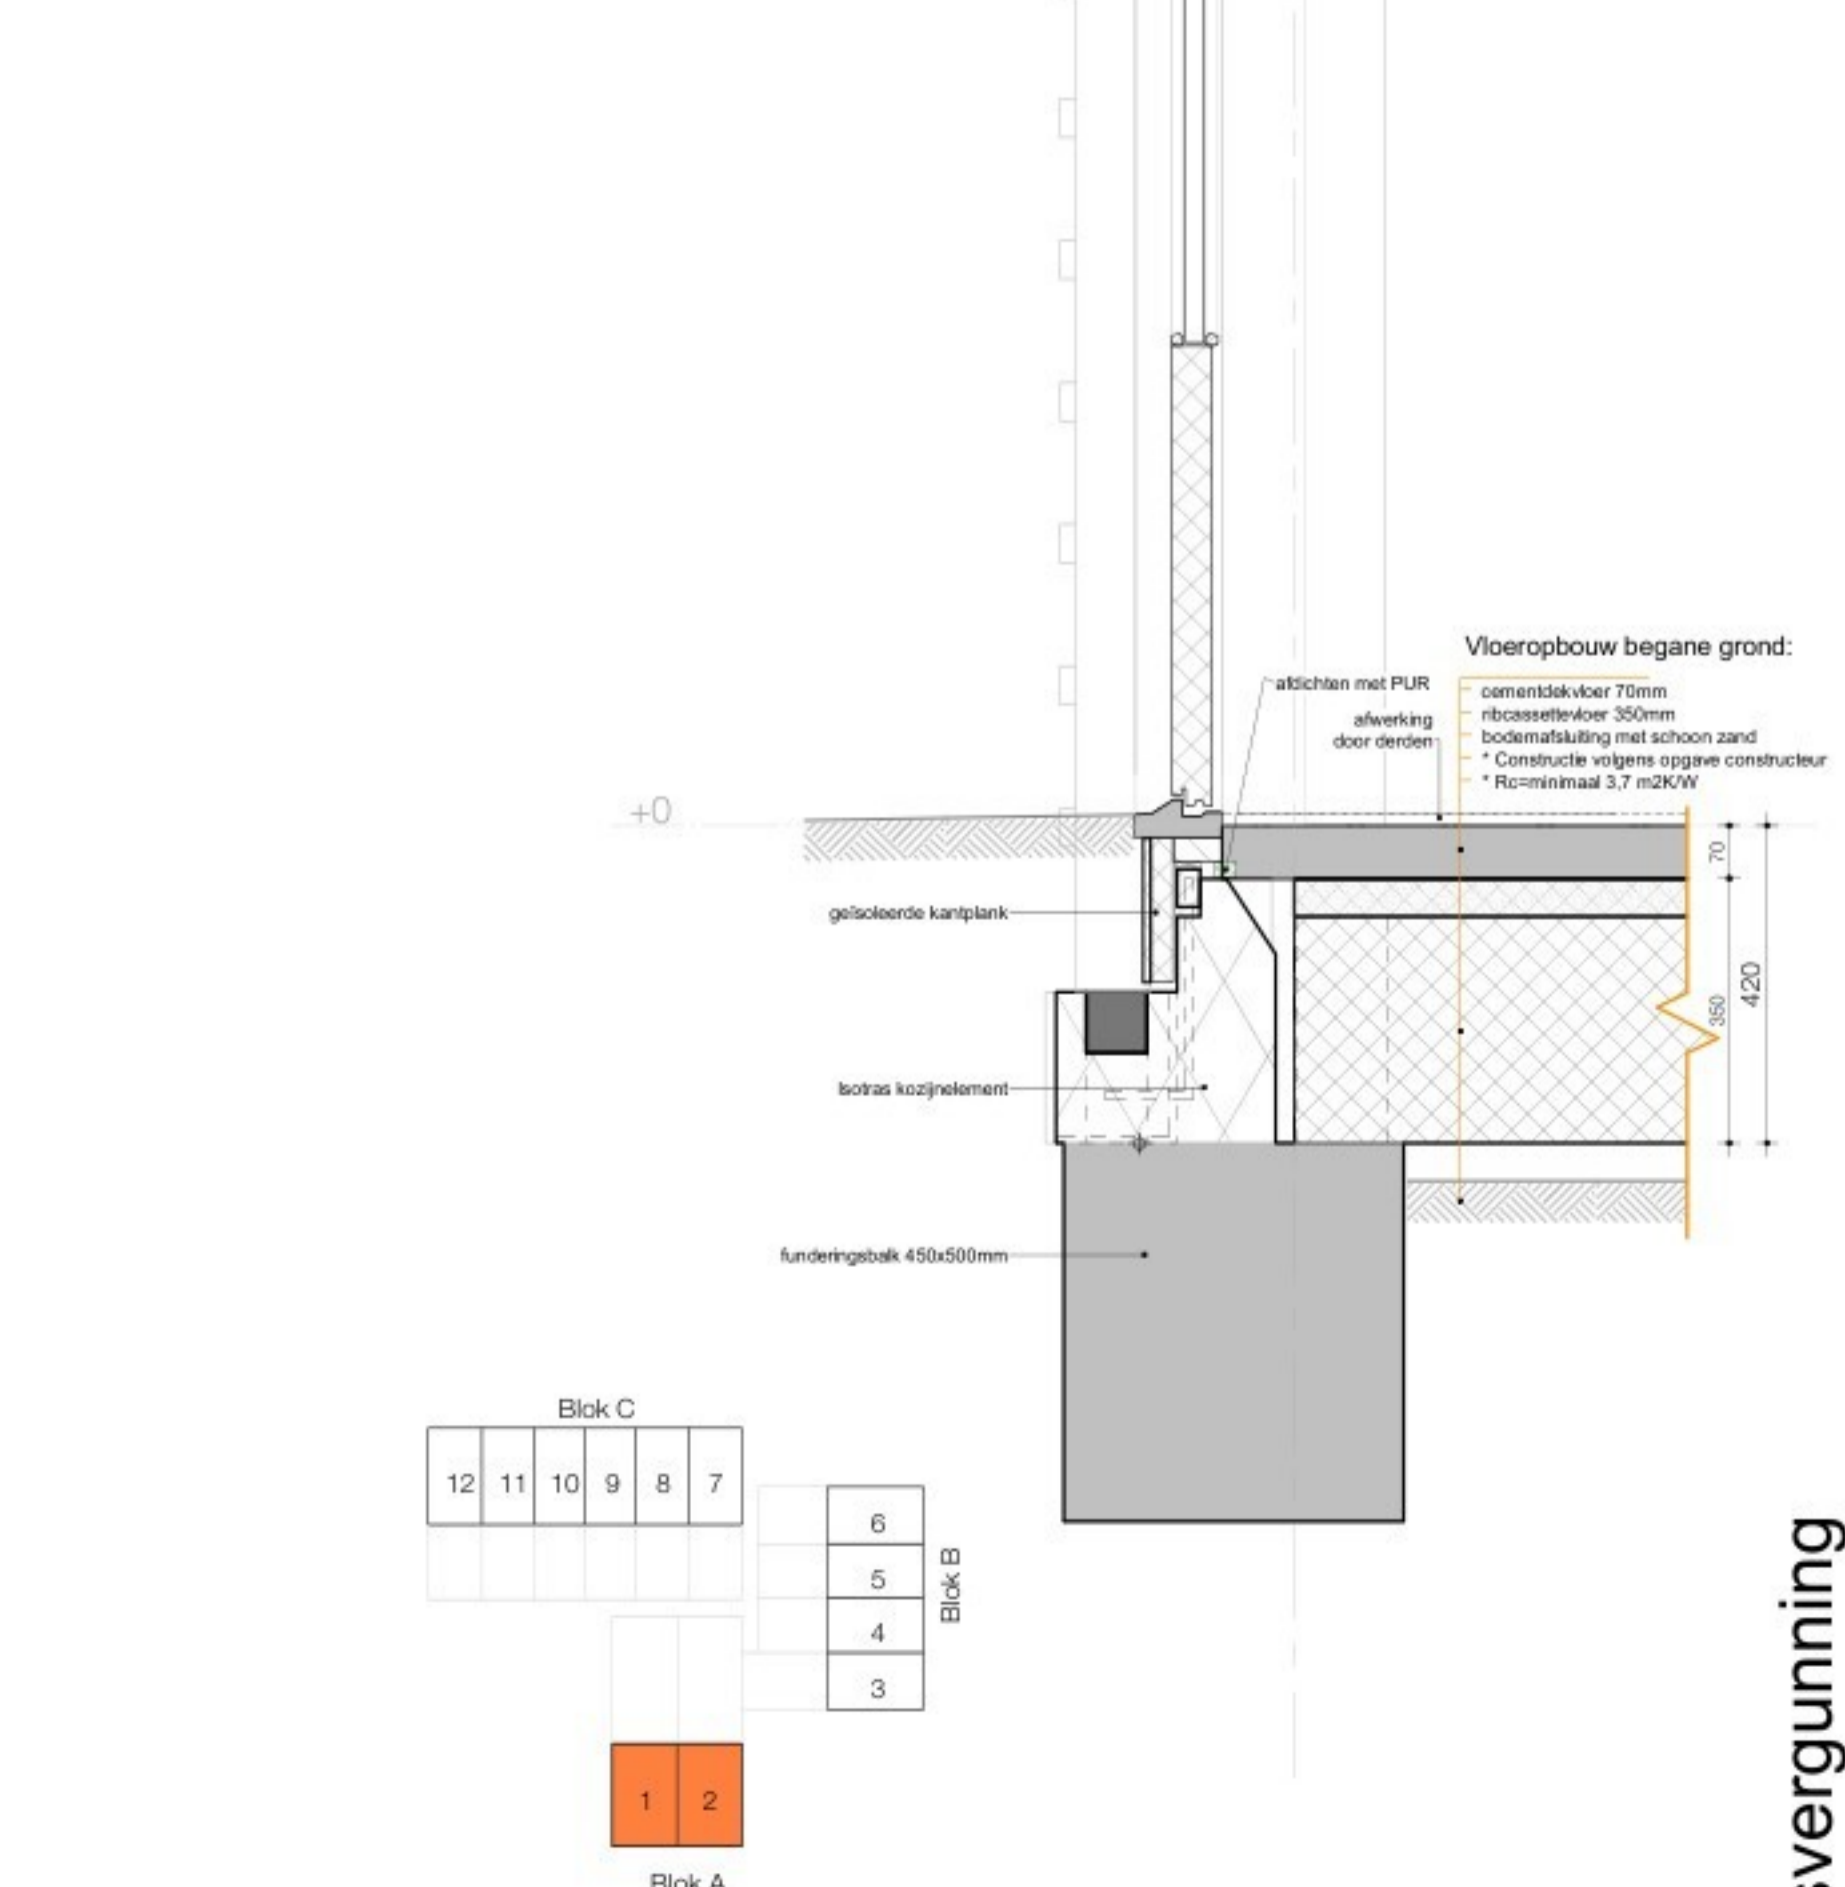 Vloeropbouw begane grond:
cementdekvloer 70mm
ribcassettevloer 350mm
bodemafsluiting met schoon zand
* Constructie volgens opgave constructeur
* Rc=minimaal 3,7 m2K/W
afdichten met PUR
afwerking
door derden
+0
70
350
420
geïsoleerde kantplank
Isotras kozijnelement
funderingsbalk 450x500mm
Blok C
12 11 10 9 8 7
6
5
4
3
Blok B
1 2
Blok A
svergunning